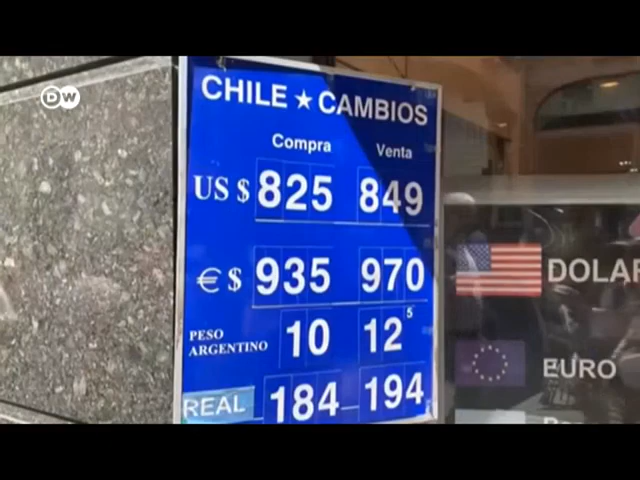 DW
CHILE ★ CAMBIOS
Compra Venta
US $ 825 849
€ $ 935 970
PESO ARGENTINO 10 12 5
REAL 184 194
DOLAR
EURO